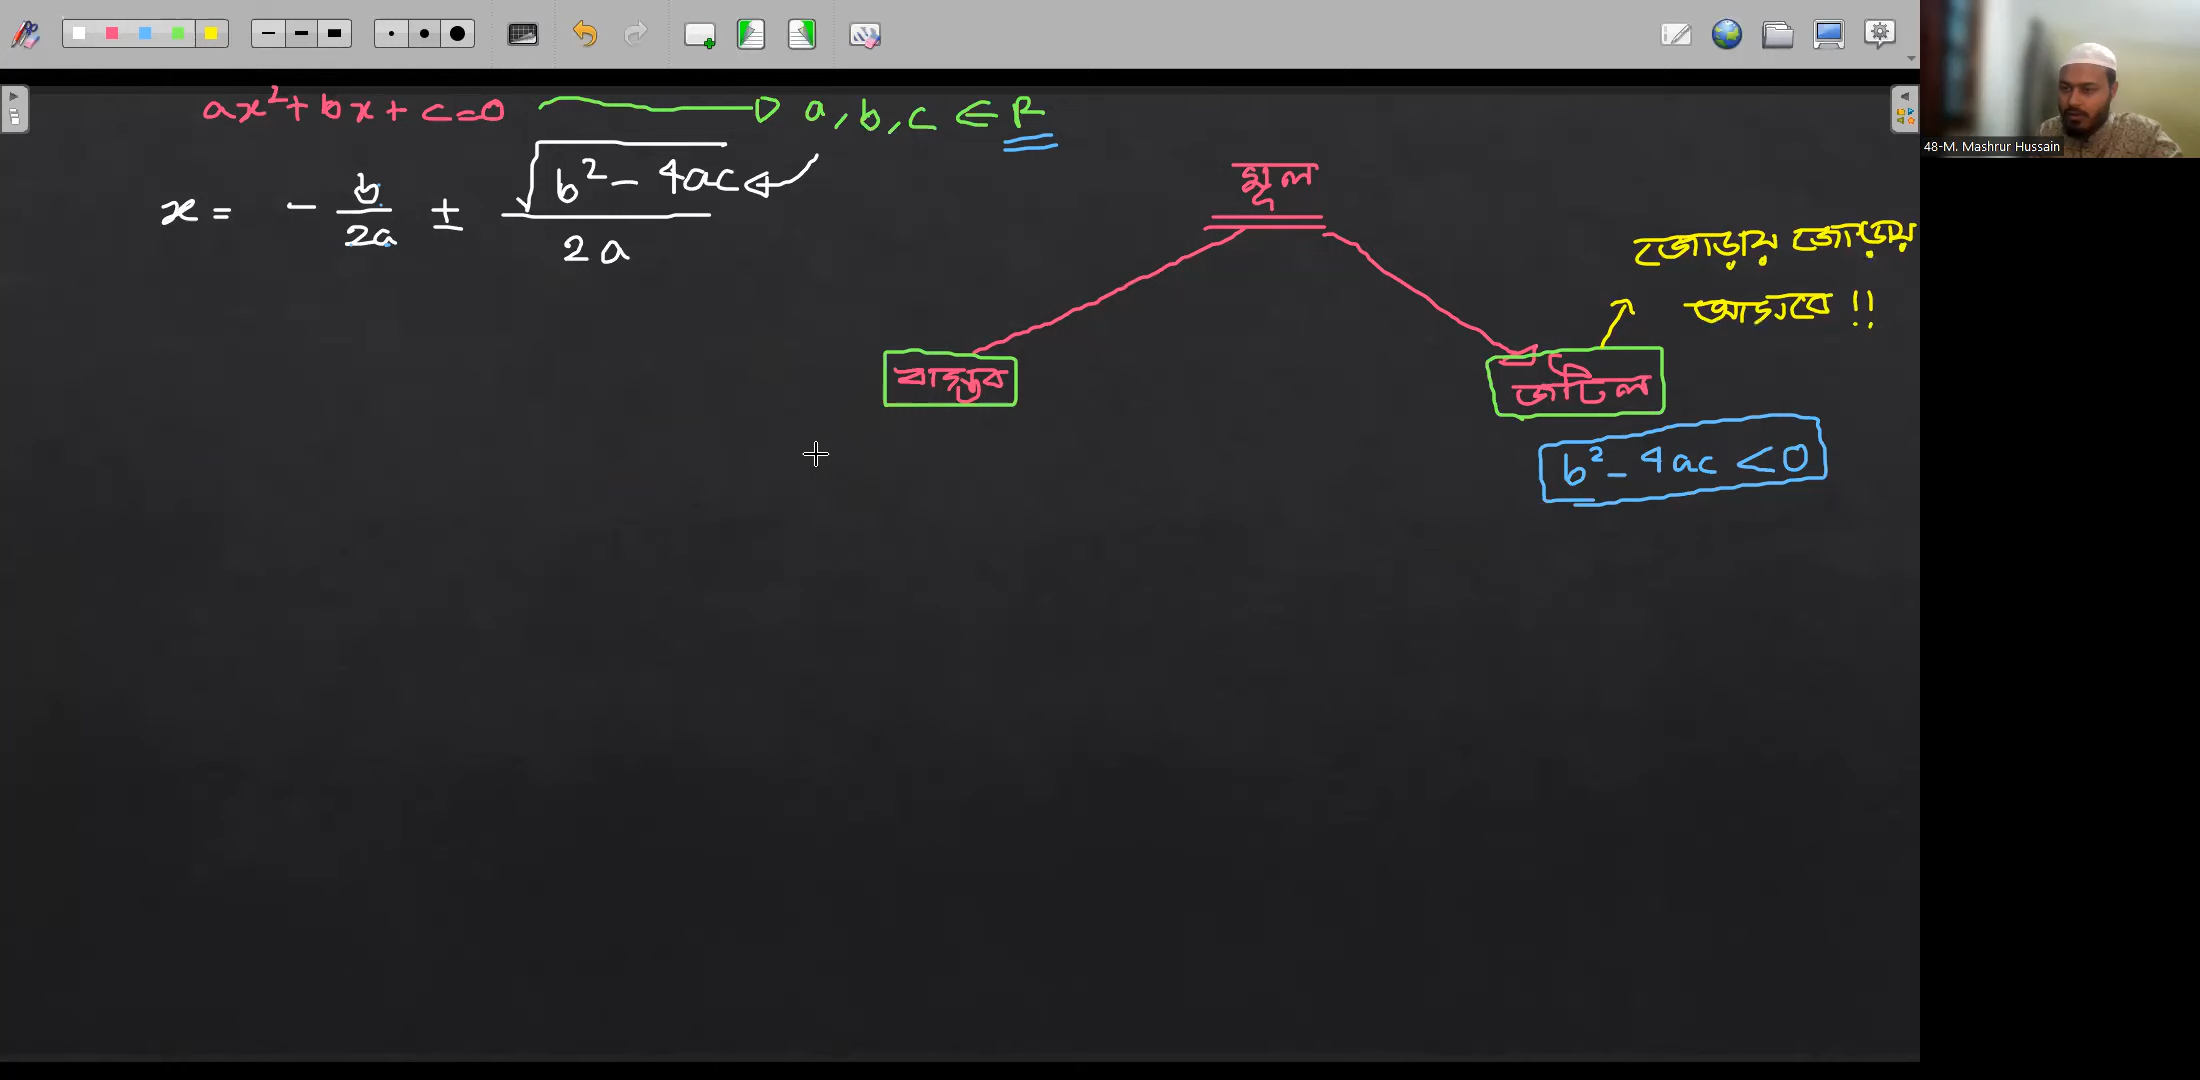 ax²+ bx + c=0 → a, b, c ∈ R
x = - b/2a ± √(b² - 4ac)/2a
মূল
জোড়ায় জোড়ায়
আসবে !!
বাস্তব
জটিল
b² - 4ac < 0
48-M. Mashrur Hussain